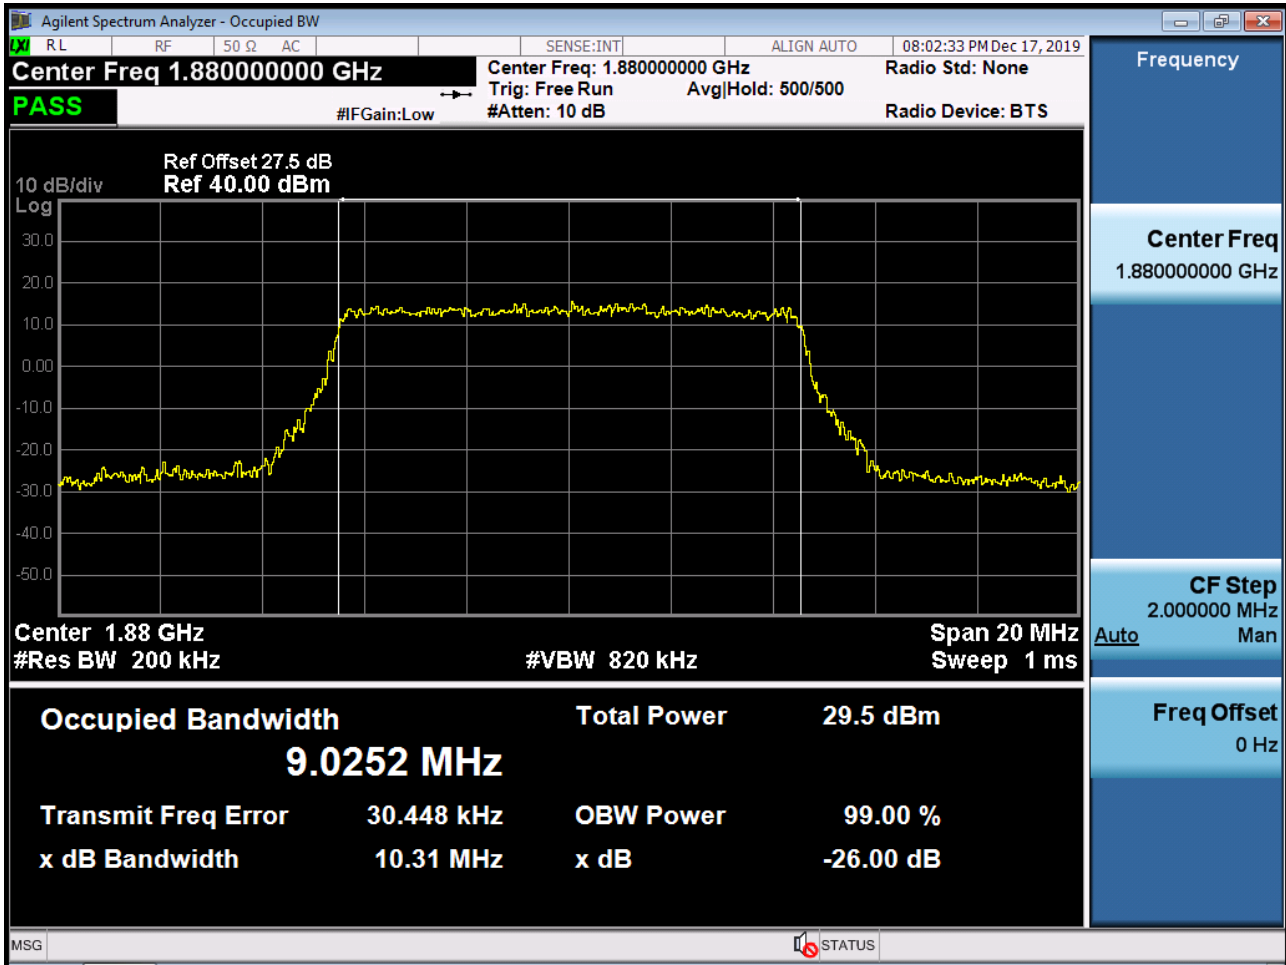 Agilent Spectrum Analyzer - Occupied BW
LXI RL RF 50 Ω AC SENSE:INT ALIGN AUTO 08:02:33 PM Dec 17, 2019
Center Freq 1.880000000 GHz
PASS
#IFGain:Low
Center Freq: 1.880000000 GHz
Trig: Free Run Avg|Hold: 500/500
#Atten: 10 dB
Radio Std: None
Radio Device: BTS
Ref Offset 27.5 dB
10 dB/div Ref 40.00 dBm
Log
30.0
20.0
10.0
0.00
-10.0
-20.0
-30.0
-40.0
-50.0
Center 1.88 GHz Span 20 MHz
#Res BW 200 kHz #VBW 820 kHz Sweep 1 ms
Occupied Bandwidth Total Power 29.5 dBm
9.0252 MHz
Transmit Freq Error 30.448 kHz OBW Power 99.00 %
x dB Bandwidth 10.31 MHz x dB -26.00 dB
MSG STATUS
Frequency
Center Freq
1.880000000 GHz
CF Step
2.000000 MHz
Auto Man
Freq Offset
0 Hz